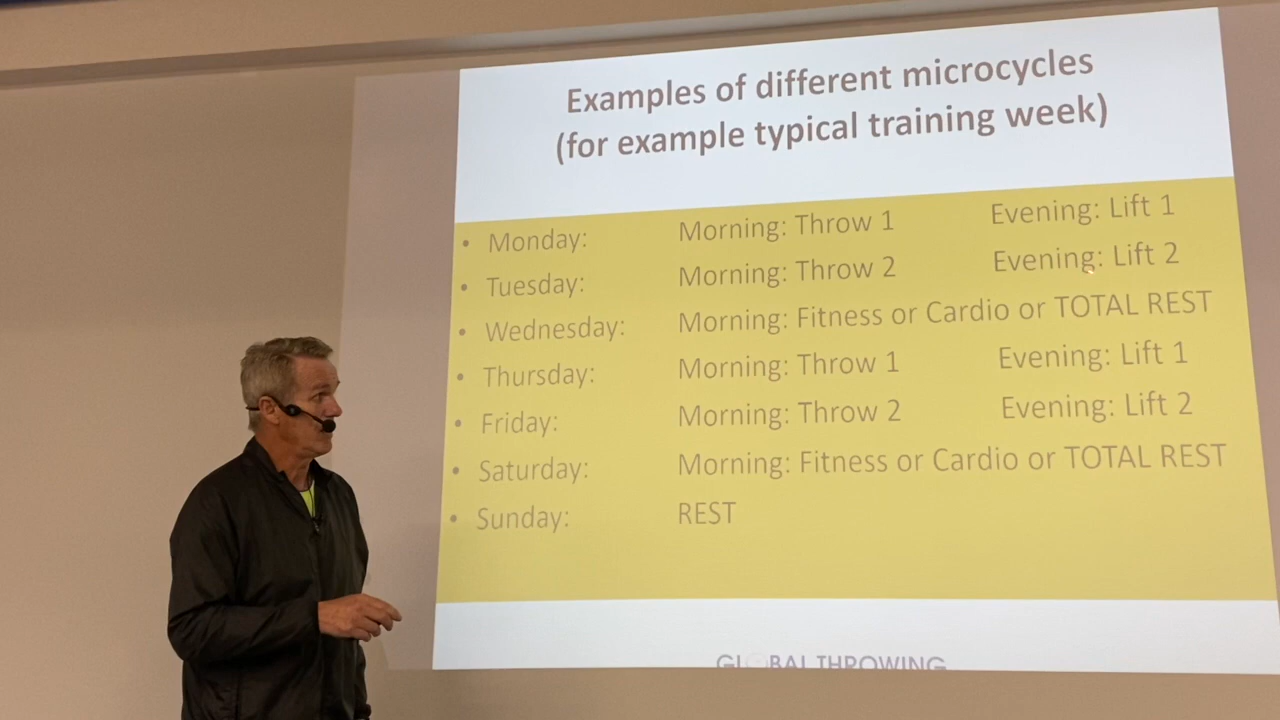 Examples of different microcycles
(for example typical training week)
• Monday: Morning: Throw 1 Evening: Lift 1
• Tuesday: Morning: Throw 2 Evening: Lift 2
• Wednesday: Morning: Fitness or Cardio or TOTAL REST
• Thursday: Morning: Throw 1 Evening: Lift 1
• Friday: Morning: Throw 2 Evening: Lift 2
• Saturday: Morning: Fitness or Cardio or TOTAL REST
• Sunday: REST
GLOBAL THROWING